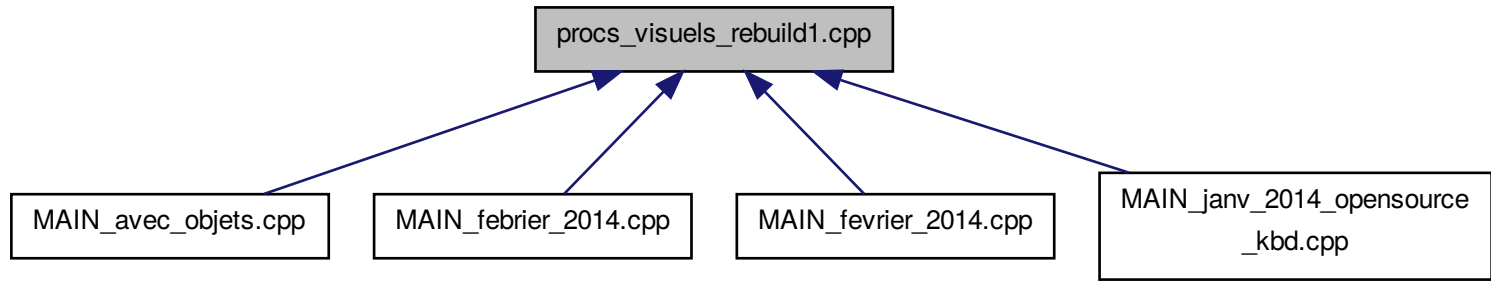 procs_visuels_rebuild1.cpp
MAIN_avec_objets.cpp
MAIN_febrier_2014.cpp
MAIN_fevrier_2014.cpp
MAIN_janv_2014_opensource
_kbd.cpp